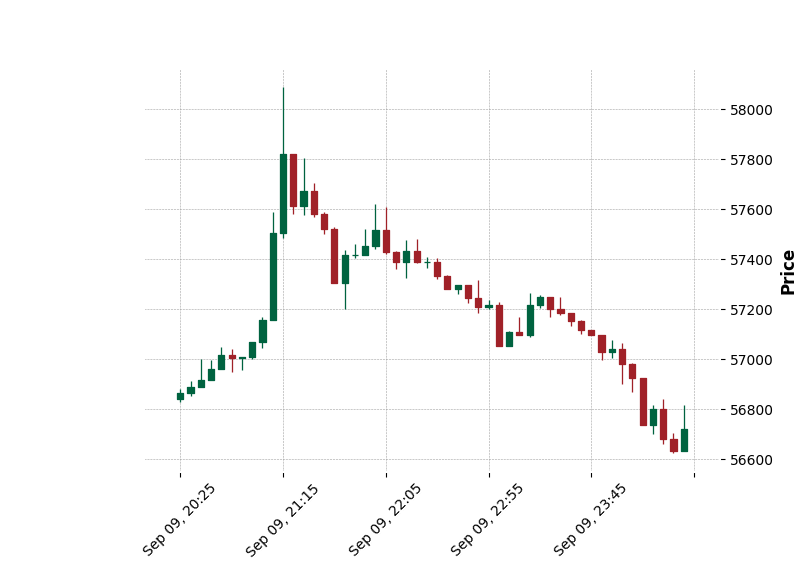 58000
57800
57600
57400
57200
57000
56800
56600
Price
Sep 09, 20:25
Sep 09, 21:15
Sep 09, 22:05
Sep 09, 22:55
Sep 09, 23:45